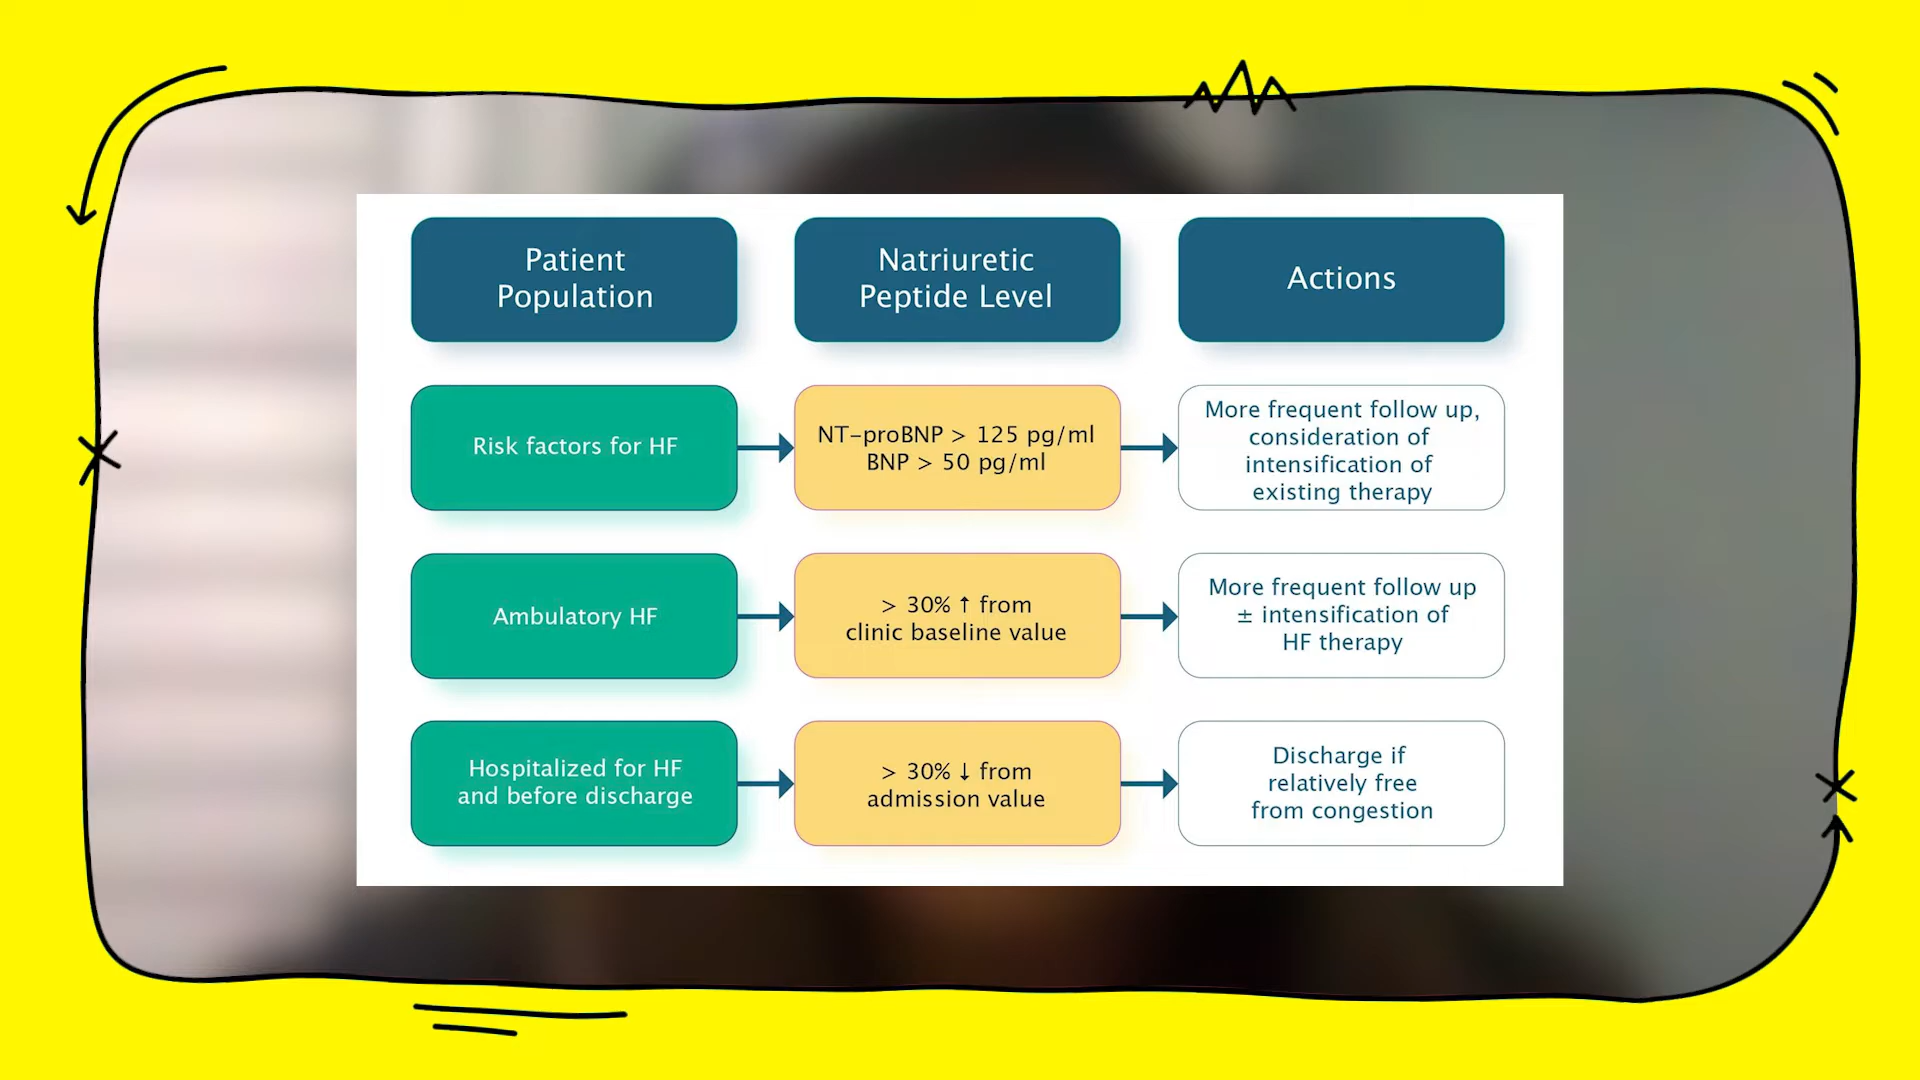 Patient
Population
Natriuretic
Peptide Level
Actions
Risk factors for HF
NT-proBNP > 125 pg/ml
BNP > 50 pg/ml
More frequent follow up,
consideration of
intensification of
existing therapy
Ambulatory HF
> 30% ↑ from
clinic baseline value
More frequent follow up
± intensification of
HF therapy
Hospitalized for HF
and before discharge
> 30% ↓ from
admission value
Discharge if
relatively free
from congestion